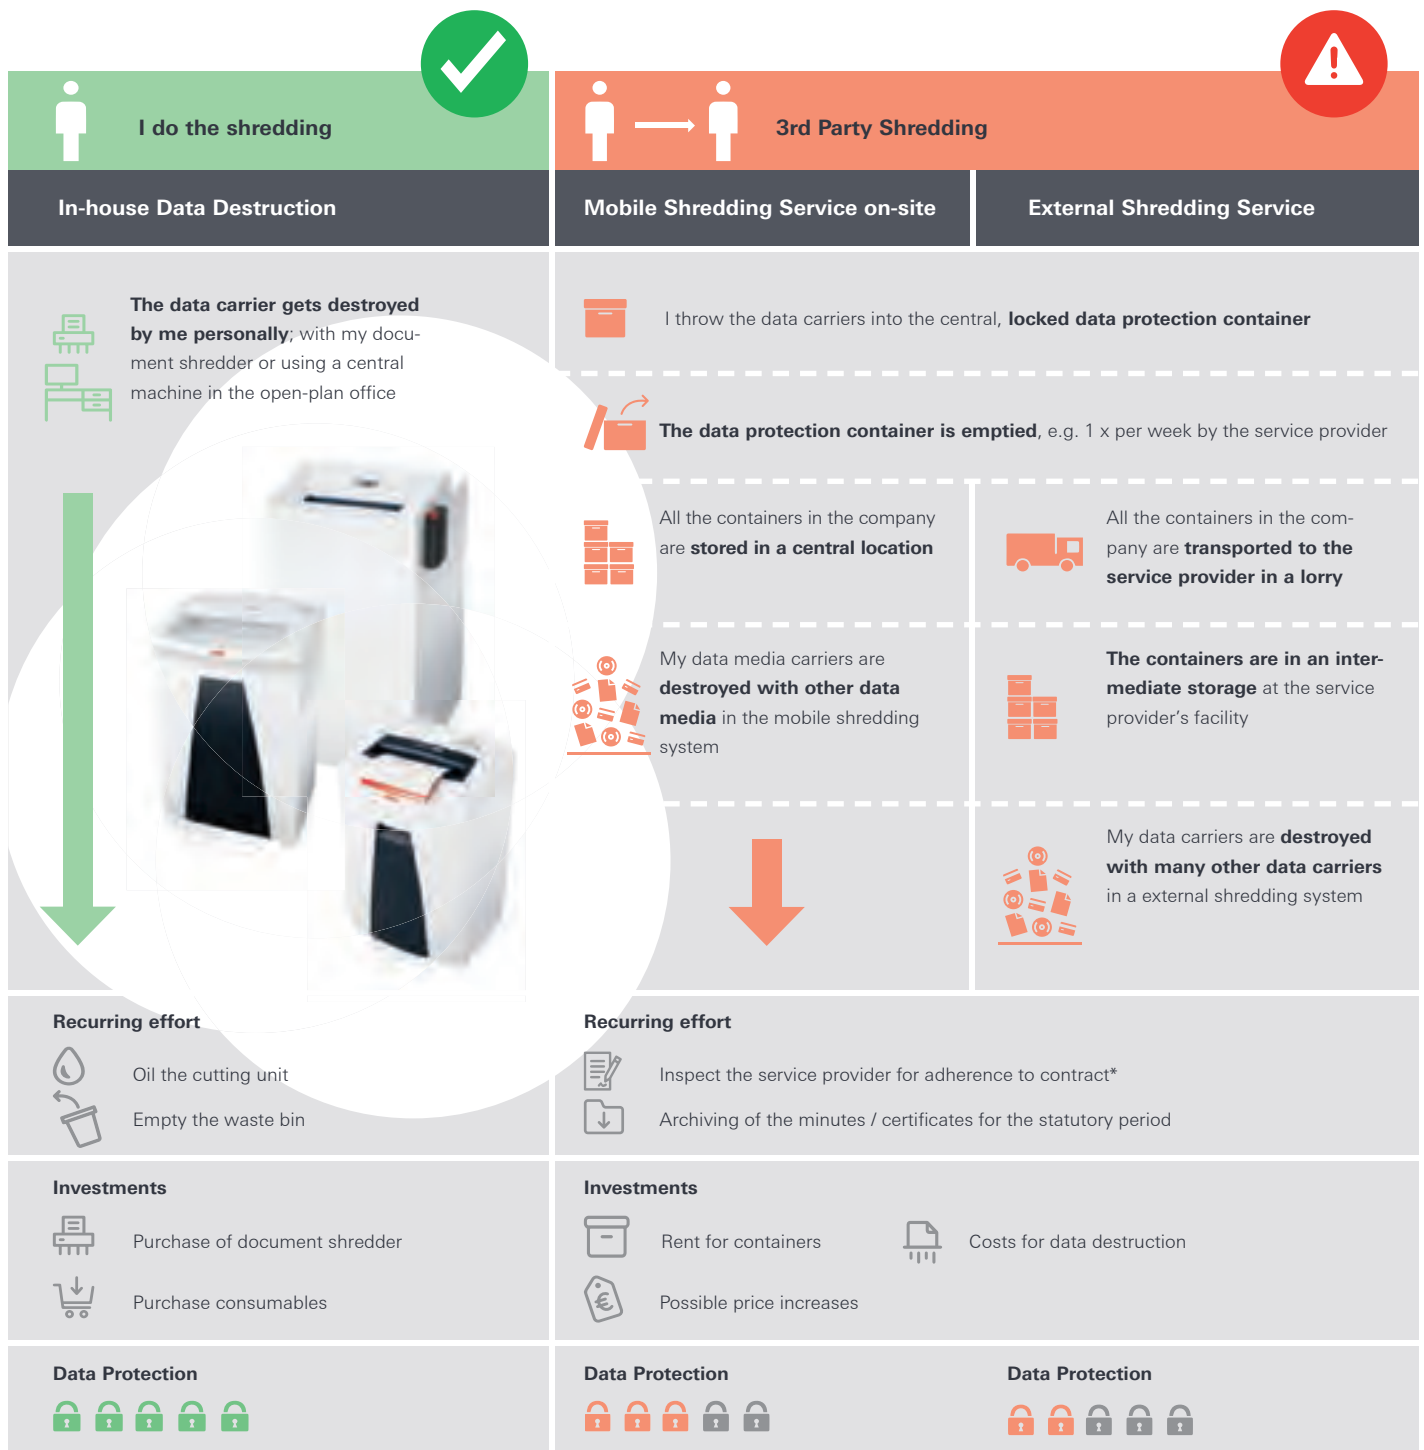 I do the shredding
3rd Party Shredding
In-house Data Destruction
Mobile Shredding Service on-site
External Shredding Service
The data carrier gets destroyed
by me personally; with my docu-
ment shredder or using a central
machine in the open-plan office
I throw the data carriers into the central, locked data protection container
The data protection container is emptied, e.g. 1 x per week by the service provider
All the containers in the company
are stored in a central location
All the containers in the com-
pany are transported to the
service provider in a lorry
My data media carriers are
destroyed with other data
media in the mobile shredding
system
The containers are in an inter-
mediate storage at the service
provider's facility
My data carriers are destroyed
with many other data carriers
in a external shredding system
Recurring effort
Oil the cutting unit
Empty the waste bin
Recurring effort
Inspect the service provider for adherence to contract*
Archiving of the minutes / certificates for the statutory period
Investments
Purchase of document shredder
Purchase consumables
Investments
Rent for containers
Costs for data destruction
€
Possible price increases
Data Protection
Data Protection
Data Protection